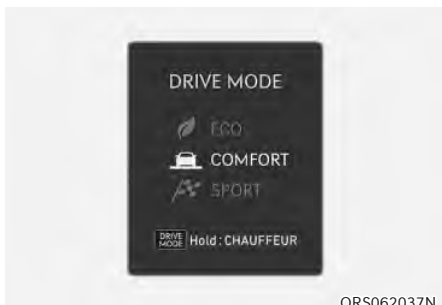 DRIVE MODE
ECO
COMFORT
SPORT
DRIVE MODE Hold : CHAUFFEUR
ORS062037N